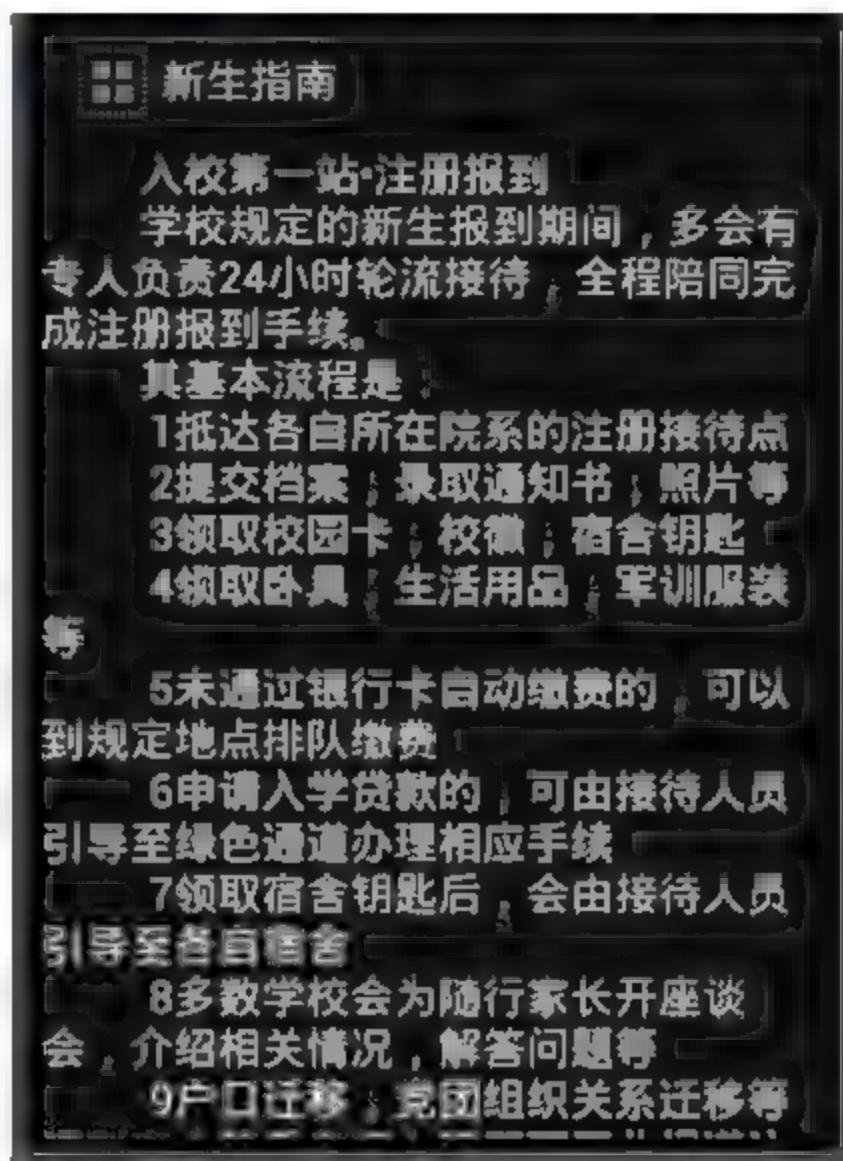 新生指南
入校第一站·注册报到
学校规定的新生报到期间，多会有
专人负责24小时轮流接待，全程陪同完
成注册报到手续。
其基本流程是：
1抵达各自所在院系的注册接待点
2提交档案；录取通知书；照片等
3领取校园卡；校徽；宿舍钥匙
4领取卧具；生活用品；军训服装
等
5未通过银行卡自动缴费的，可以
到规定地点排队缴费
6申请入学贷款的，可由接待人员
引导至绿色通道办理相应手续
7领取宿舍钥匙后，会由接待人员
引导至各自宿舍
8多数学校会为随行家长开座谈
会，介绍相关情况，解答问题等
9户口迁移；党团组织关系迁移等